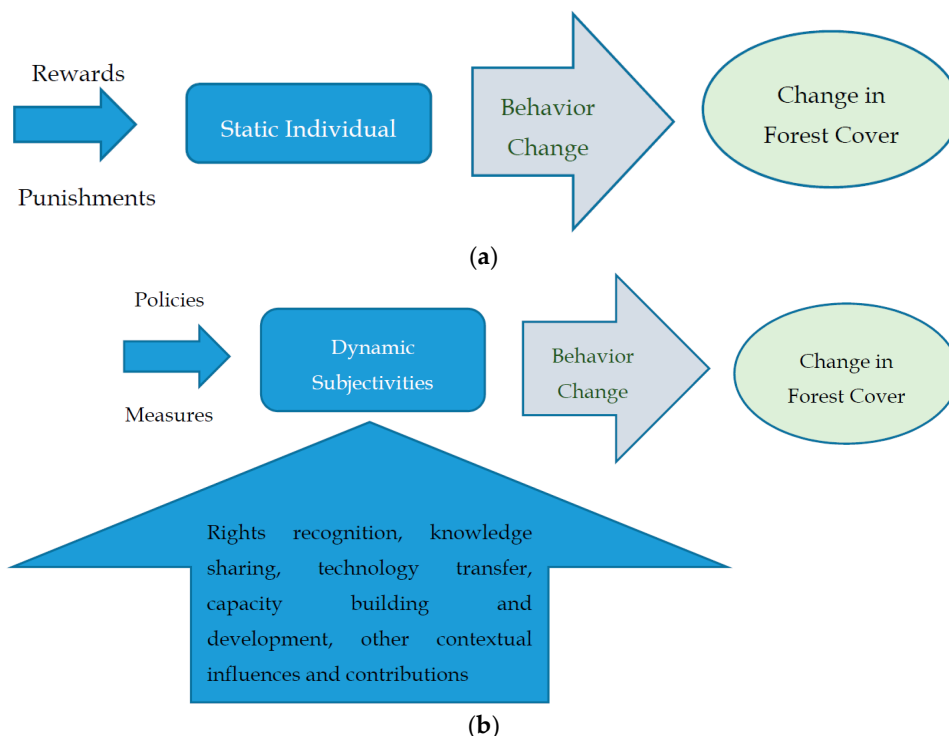 Rewards
Punishments
Static Individual
Behavior
Change
Change in
Forest Cover
(a)
Policies
Measures
Dynamic
Subjectivities
Behavior
Change
Change in
Forest Cover
Rights recognition, knowledge
sharing, technology transfer,
capacity building and
development, other contextual
influences and contributions
(b)